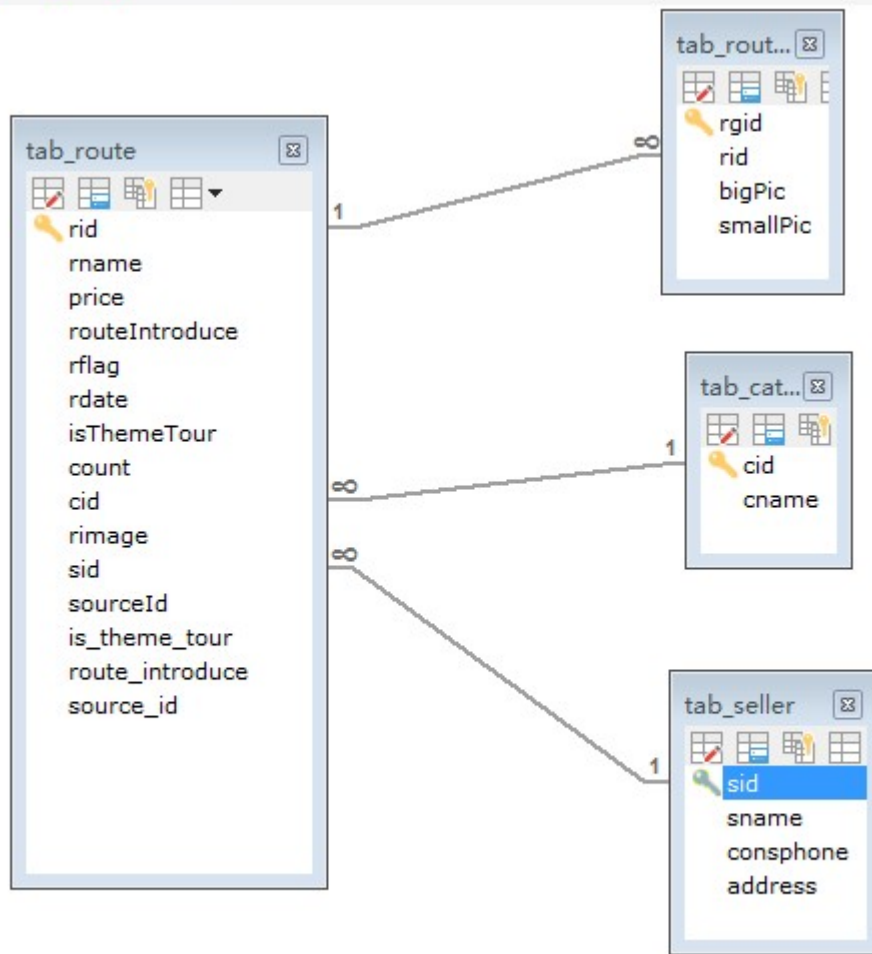 tab_route
rid
rname
price
routeIntroduce
rflag
rdate
isThemeTour
count
cid
rimage
sid
sourceId
is_theme_tour
route_introduce
source_id
1
∞
∞
tab_rout...
rgid
rid
bigPic
smallPic
∞
tab_cat...
cid
cname
1
tab_seller
sid
sname
consphone
address
1